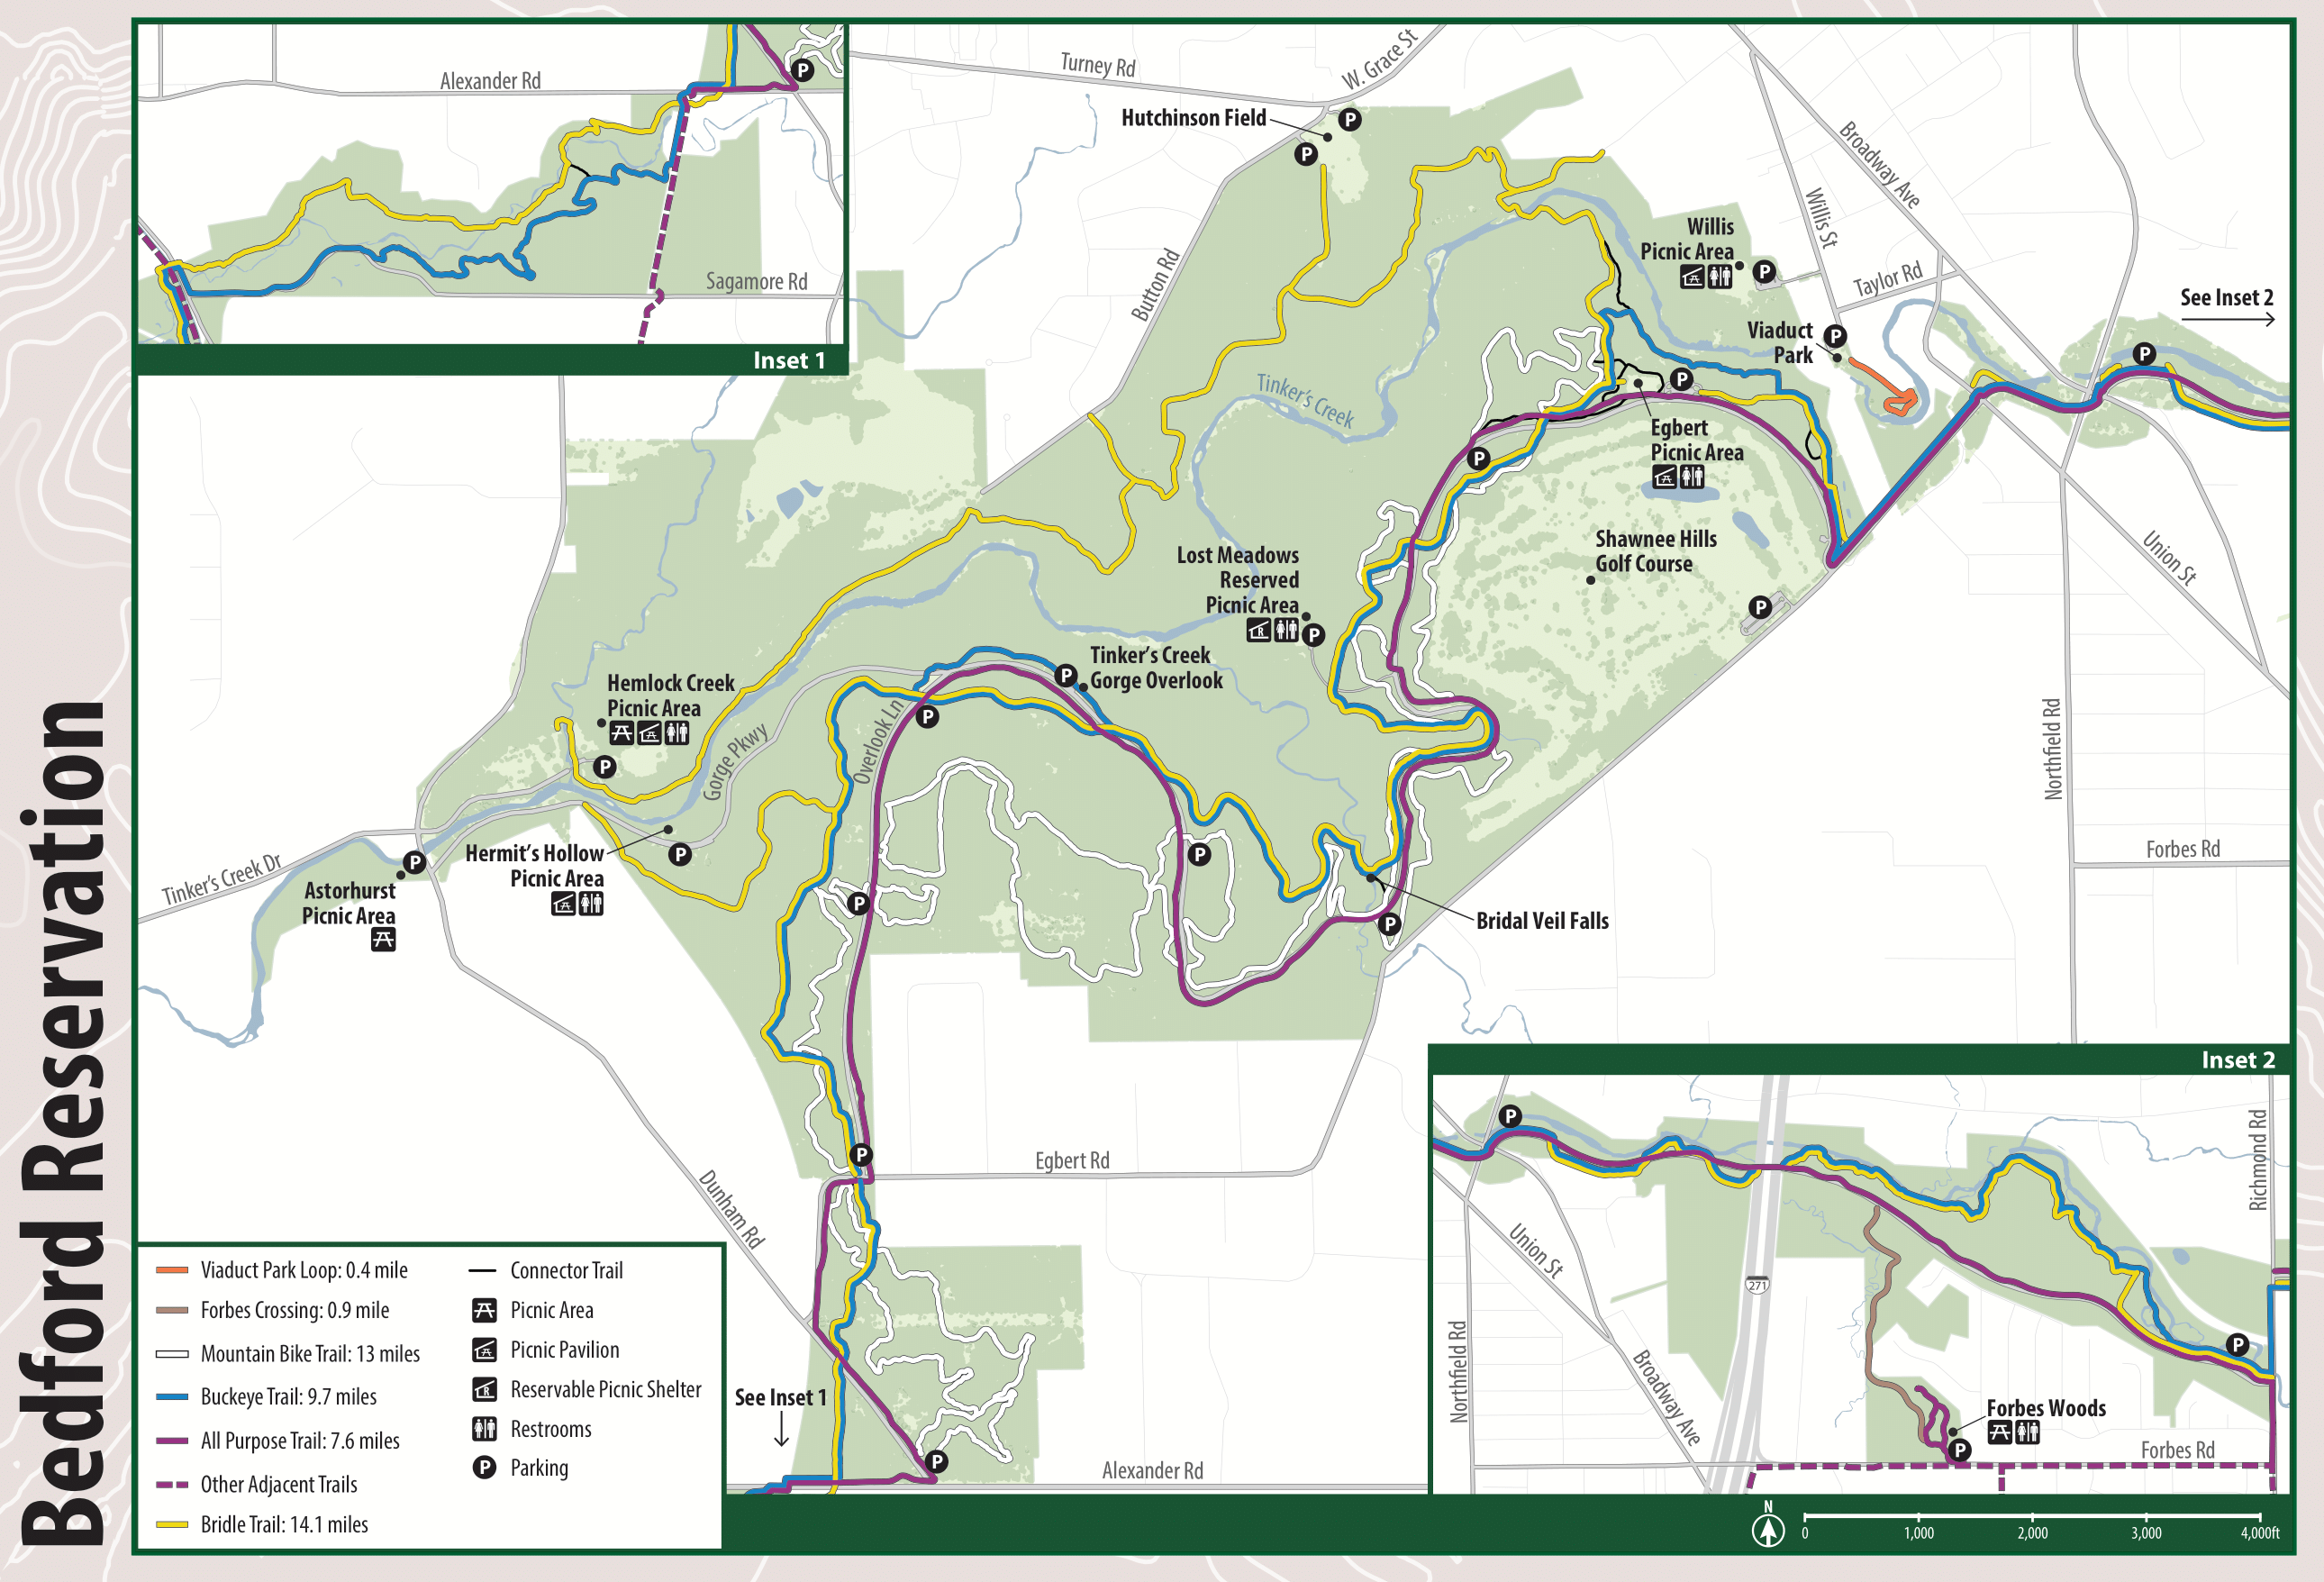 Bedford Reservation
Alexander Rd
P
Sagamore Rd
Inset 1
Turney Rd
W. Grace St
Hutchinson Field
P
P
Button Rd
Broadway Ave
Willis St
Willis
Picnic Area
P
Taylor Rd
See Inset 2
Viaduct
Park
P
P
Tinker's Creek
P
Egbert
Picnic Area
P
Shawnee Hills
Golf Course
P
Union St
Lost Meadows
Reserved
Picnic Area
R
P
Tinker's Creek
Gorge Overlook
P
P
Hemlock Creek
Picnic Area
P
Gorge Pkwy
Overlook Ln
Northfield Rd
Forbes Rd
Tinker's Creek Dr
P
Astorhurst
Picnic Area
Hermit's Hollow
Picnic Area
P
P
P
Bridal Veil Falls
P
P
Egbert Rd
Dunham Rd
See Inset 1
P
Alexander Rd
Viaduct Park Loop: 0.4 mile
Forbes Crossing: 0.9 mile
Mountain Bike Trail: 13 miles
Buckeye Trail: 9.7 miles
All Purpose Trail: 7.6 miles
Other Adjacent Trails
Bridle Trail: 14.1 miles
Connector Trail
Picnic Area
Picnic Pavilion
R
Reservable Picnic Shelter
Restrooms
P
Parking
Inset 2
P
Richmond Rd
Union St
271
Northfield Rd
Broadway Ave
P
Forbes Woods
P
Forbes Rd
N
0
1,000
2,000
3,000
4,000ft